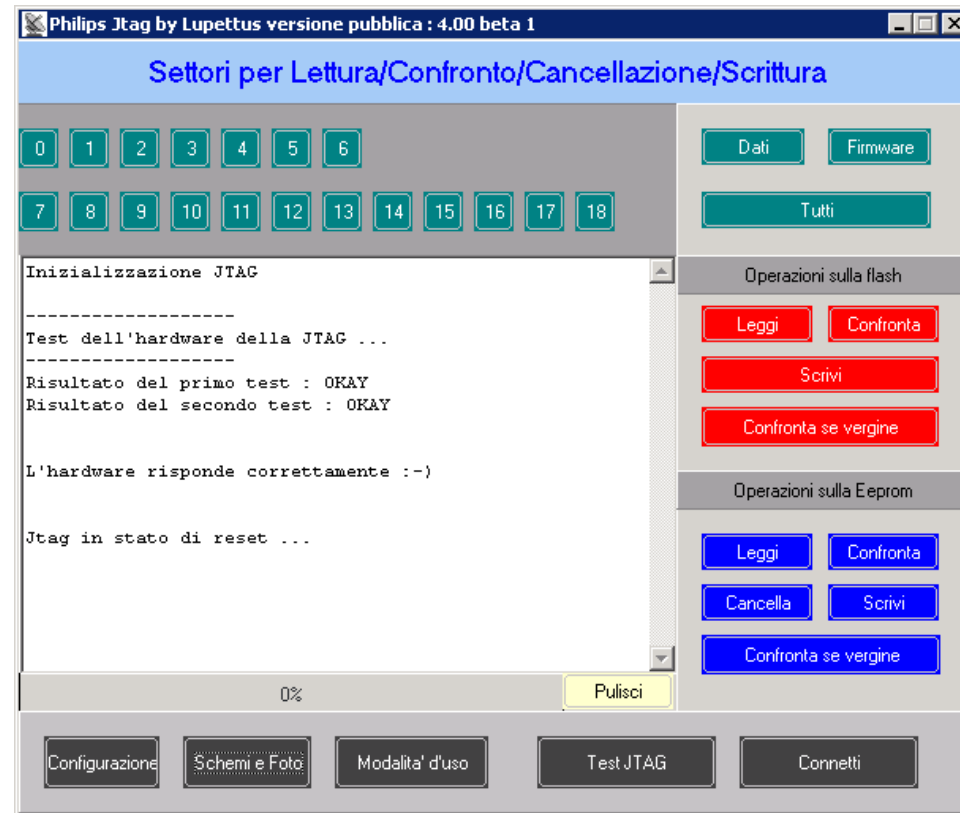 Philips Jtag by Lupettus versione pubblica : 4.00 beta 1
Settori per Lettura/Confronto/Cancellazione/Scrittura
0 1 2 3 4 5 6
Dati Firmware
7 8 9 10 11 12 13 14 15 16 17 18
Tutti
Inizializzazione JTAG
-------------------
Test dell'hardware della JTAG ...
-------------------
Risultato del primo test : OKAY
Risultato del secondo test : OKAY
L'hardware risponde correttamente :-)
Jtag in stato di reset ...
Operazioni sulla flash
Leggi Confronta
Scrivi
Confronta se vergine
Operazioni sulla Eeprom
Leggi Confronta
Cancella Scrivi
Confronta se vergine
0% Pulisci
Configurazione Schemi e Foto Modalita' d'uso Test JTAG Connetti